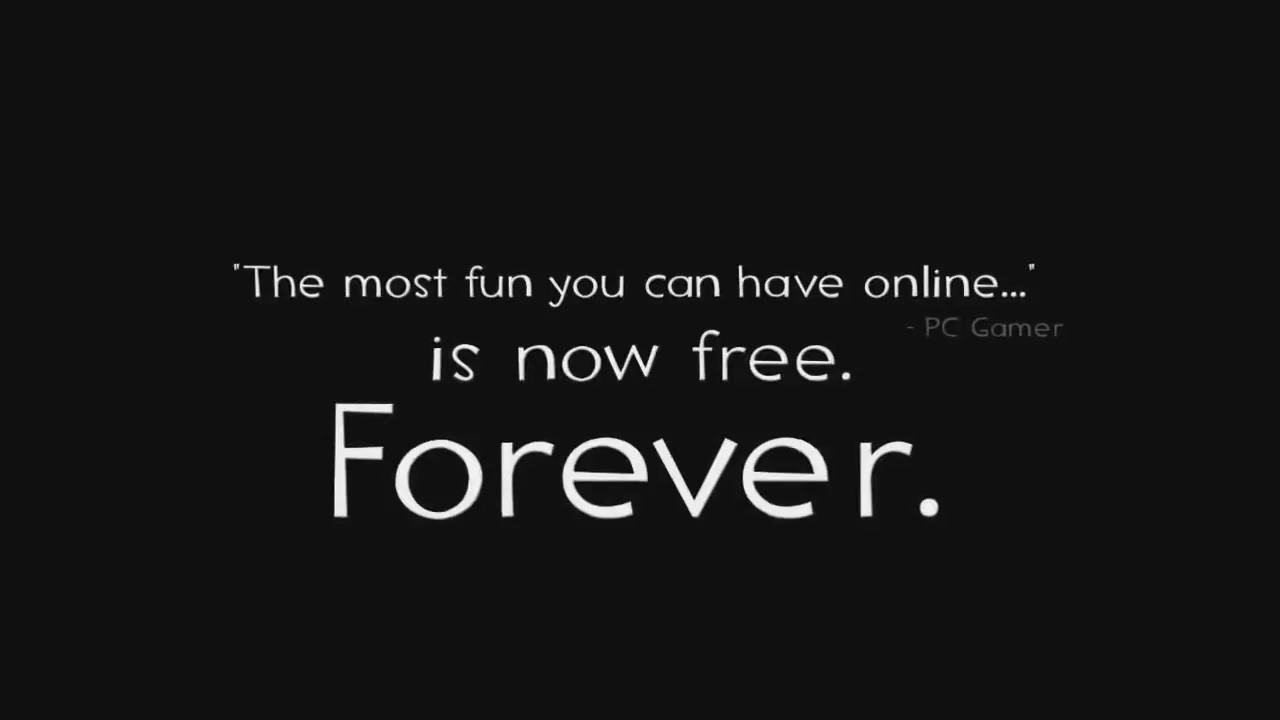 "The most fun you can have online..."
- PC Gamer
is now free.
Forever.